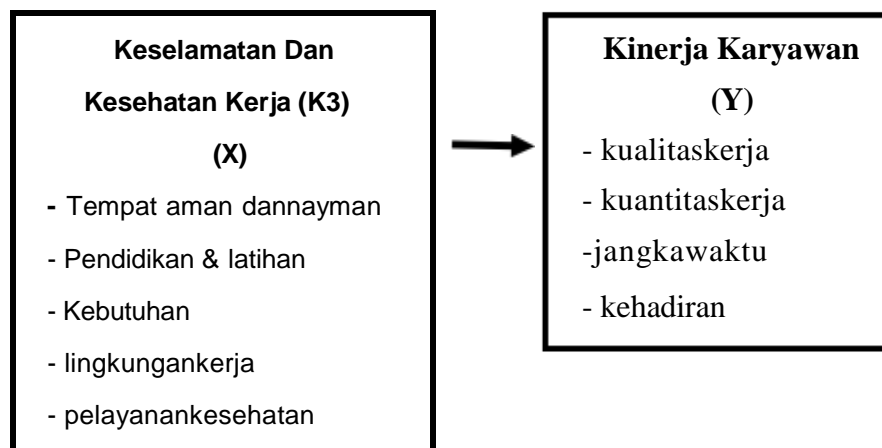 Keselamatan Dan
Kesehatan Kerja (K3)
(X)
- Tempat aman dannayman
- Pendidikan & latihan
- Kebutuhan
- lingkungankerja
- pelayanankesehatan
Kinerja Karyawan
(Y)
- kualitaskerja
- kuantitaskerja
-jangkawaktu
- kehadiran